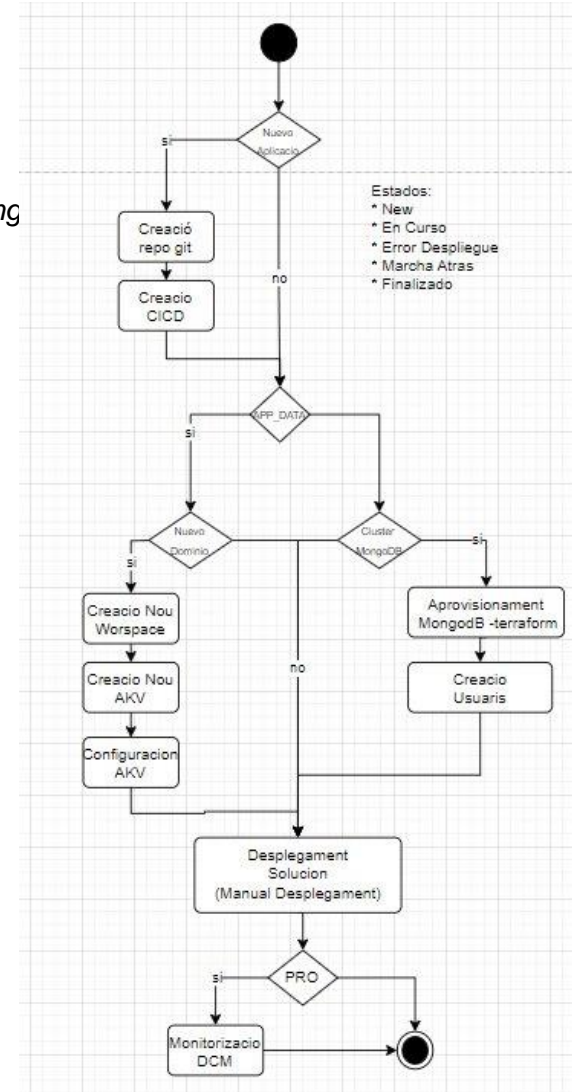 Nuevo
Aplicacio
si
Estados:
* New
* En Curso
* Error Despliegue
* Marcha Atras
* Finalizado
ng
Creació
repo git
no
Creacio
CICD
APP_DATA
si
Nuevo
Dominio
Cluster
MongoDB
si
si
Creacio Nou
Worspace
Aprovisionament
MongodB -terraform
no
Creacio Nou
AKV
Creacio
Usuaris
Configuracion
AKV
Desplegament
Solucion
(Manual Desplegament)
PRO
si
Monitorizacio
DCM